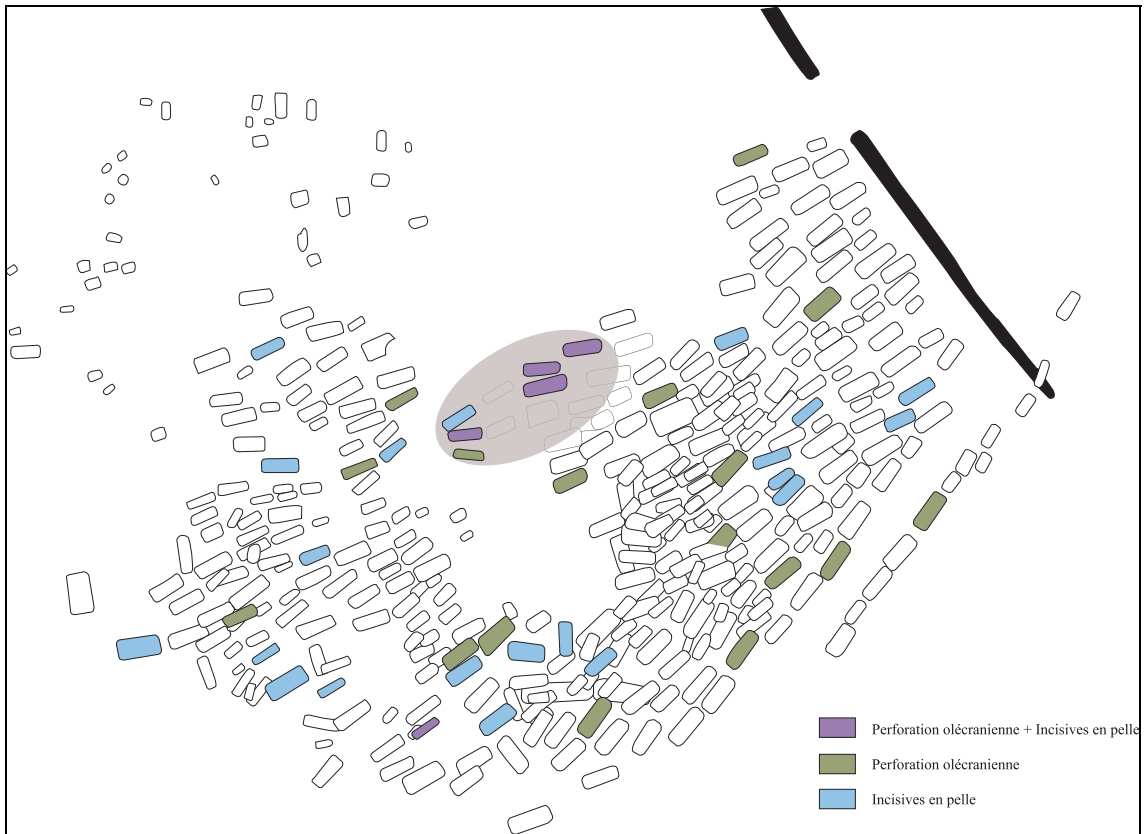 Perforation olécranienne + Incisives en pelle
Perforation olécranienne
Incisives en pelle